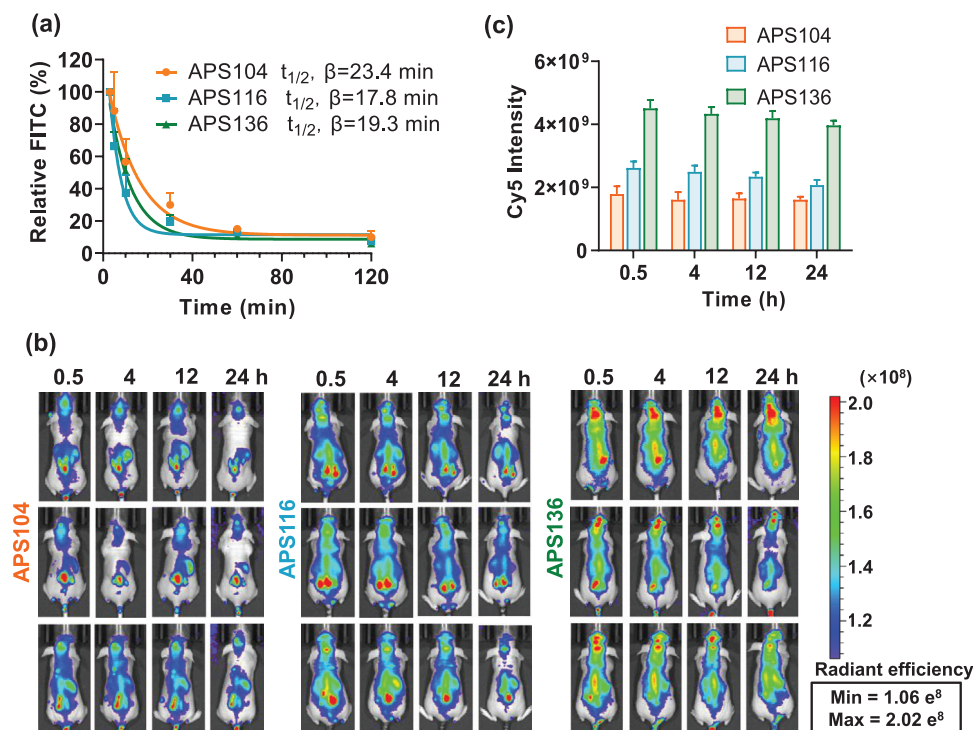 (a)
Relative FITC (%)
120
100
80
60
40
20
0
0 40 80 120
Time (min)
APS104 t1/2, β=23.4 min
APS116 t1/2, β=17.8 min
APS136 t1/2, β=19.3 min
(c)
Cy5 Intensity
6×10⁹
4×10⁹
2×10⁹
0
0.5 4 12 24
Time (h)
APS104
APS116
APS136
(b)
0.5 4 12 24 h
0.5 4 12 24 h
0.5 4 12 24 h
APS104
APS116
APS136
(×10⁸)
2.0
1.8
1.6
1.4
1.2
Radiant efficiency
Min = 1.06 e⁸
Max = 2.02 e⁸